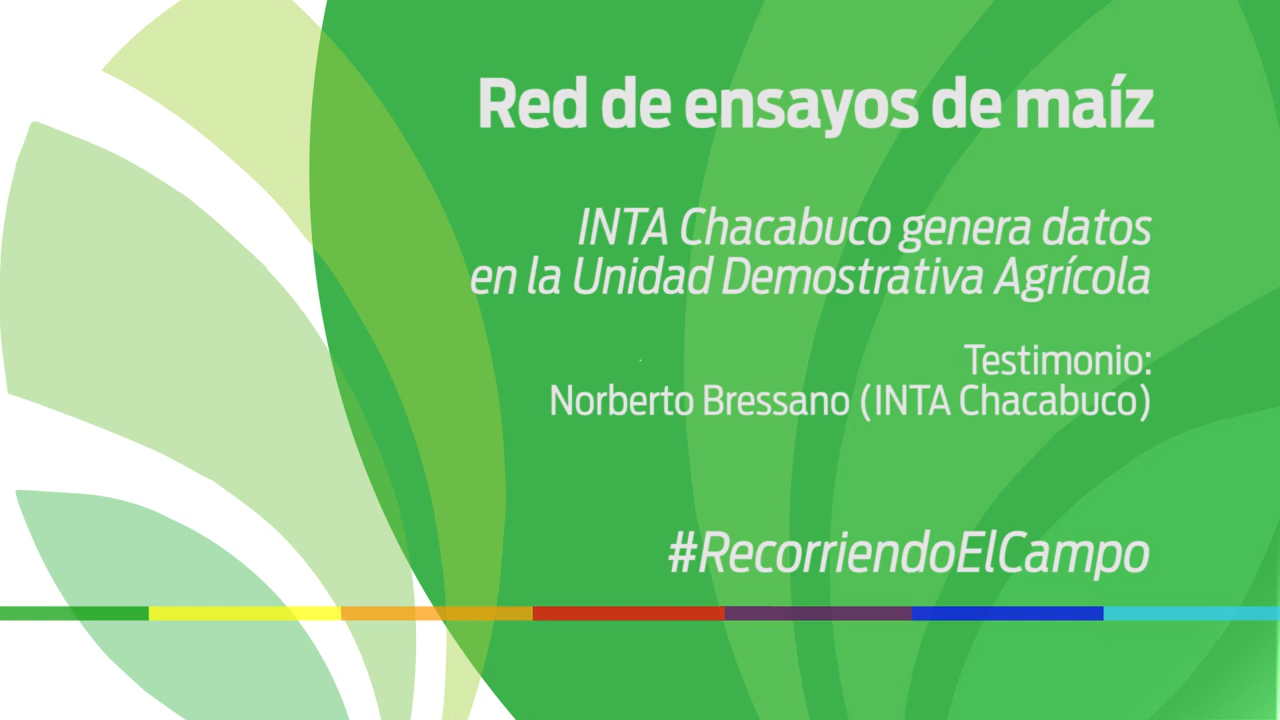 Red de ensayos de maíz
INTA Chacabuco genera datos
en la Unidad Demostrativa Agrícola
Testimonio:
Norberto Bressano (INTA Chacabuco)
#RecorriendoElCampo